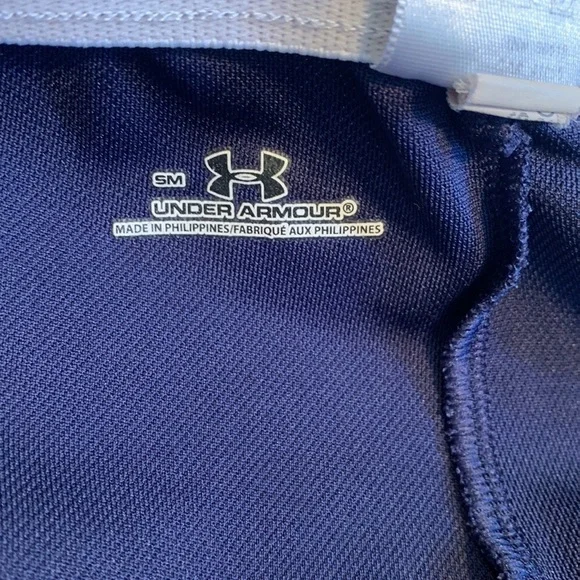 SM
UNDER ARMOUR®
MADE IN PHILIPPINES/FABRIQUÉ AUX PHILIPPINES